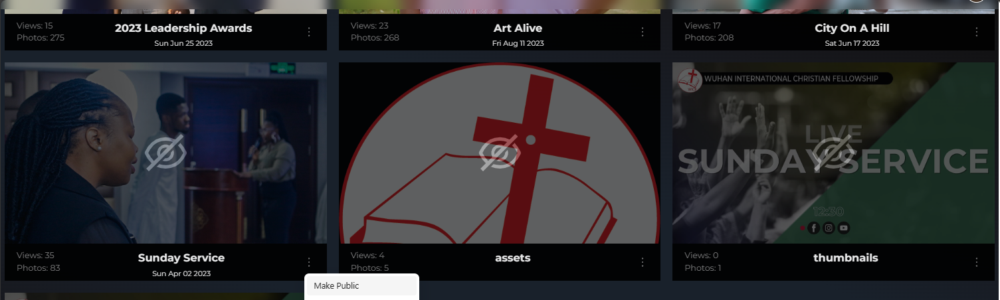 Views: 15
Photos: 275
2023 Leadership Awards
Sun Jun 25 2023
Views: 23
Photos: 268
Art Alive
Fri Aug 11 2023
Views: 17
Photos: 208
City On A Hill
Sat Jun 17 2023
WUHAN INTERNATIONAL CHRISTIAN FELLOWSHIP
LIVE
SUNDAY SERVICE
12:30
Views: 35
Photos: 83
Sunday Service
Sun Apr 02 2023
Views: 4
Photos: 5
assets
Views: 0
Photos: 1
thumbnails
Make Public